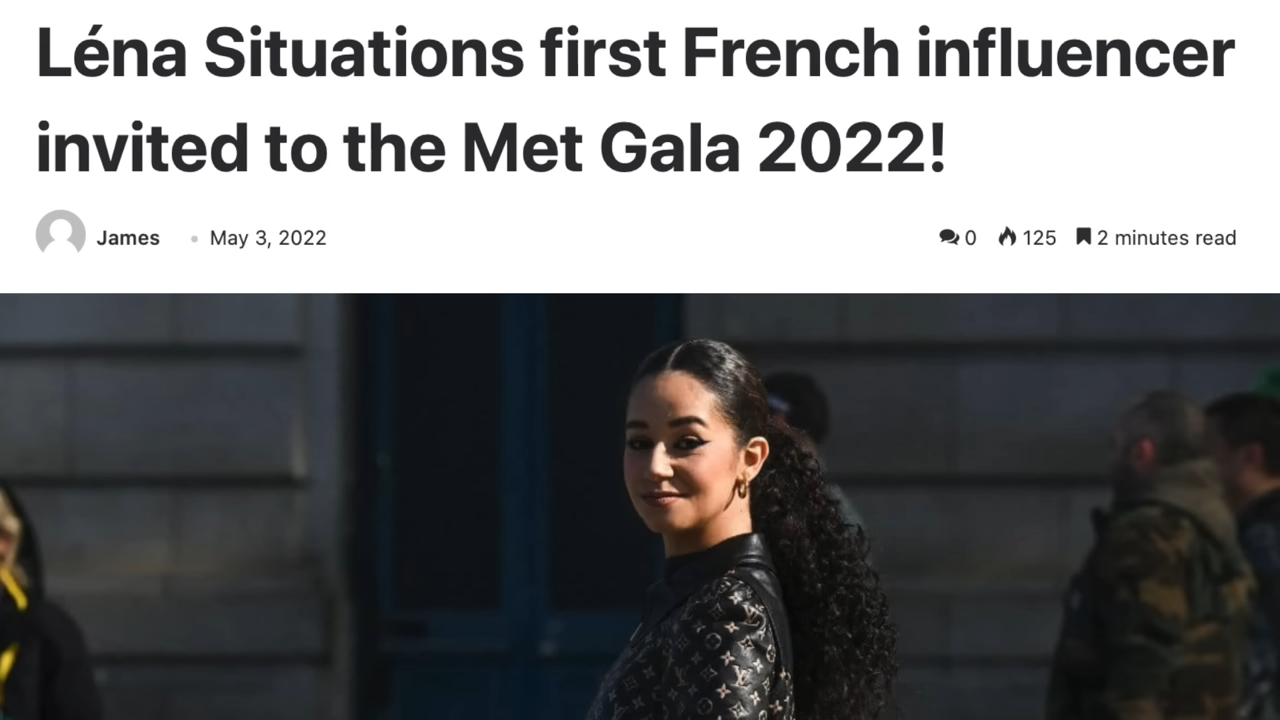 Léna Situations first French influencer
invited to the Met Gala 2022!
James • May 3, 2022 0 125 2 minutes read